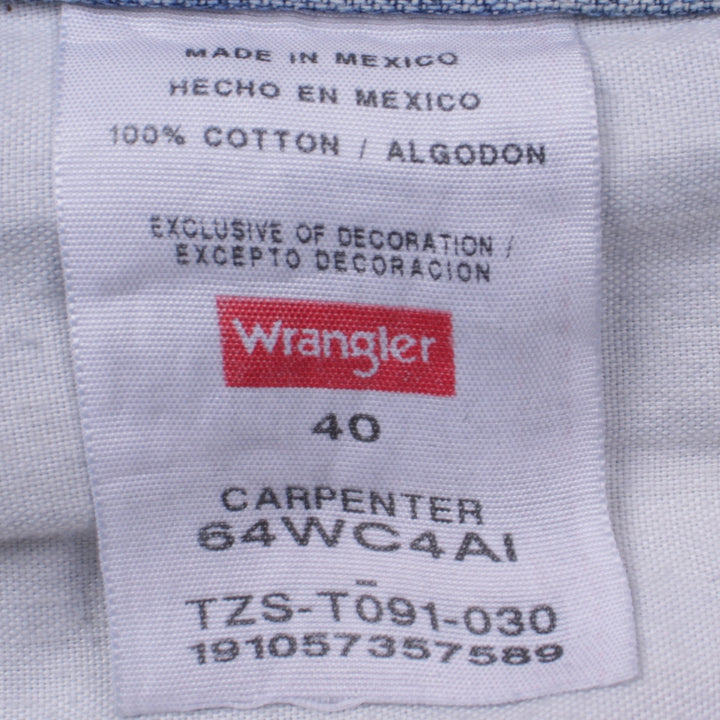 MADE IN MEXICO
HECHO EN MEXICO
100% COTTON / ALGODON
EXCLUSIVE OF DECORATION /
EXCEPTO DECORACION
Wrangler
40
CARPENTER
64WC4AI
TZS-TŌ91-030
191057357589